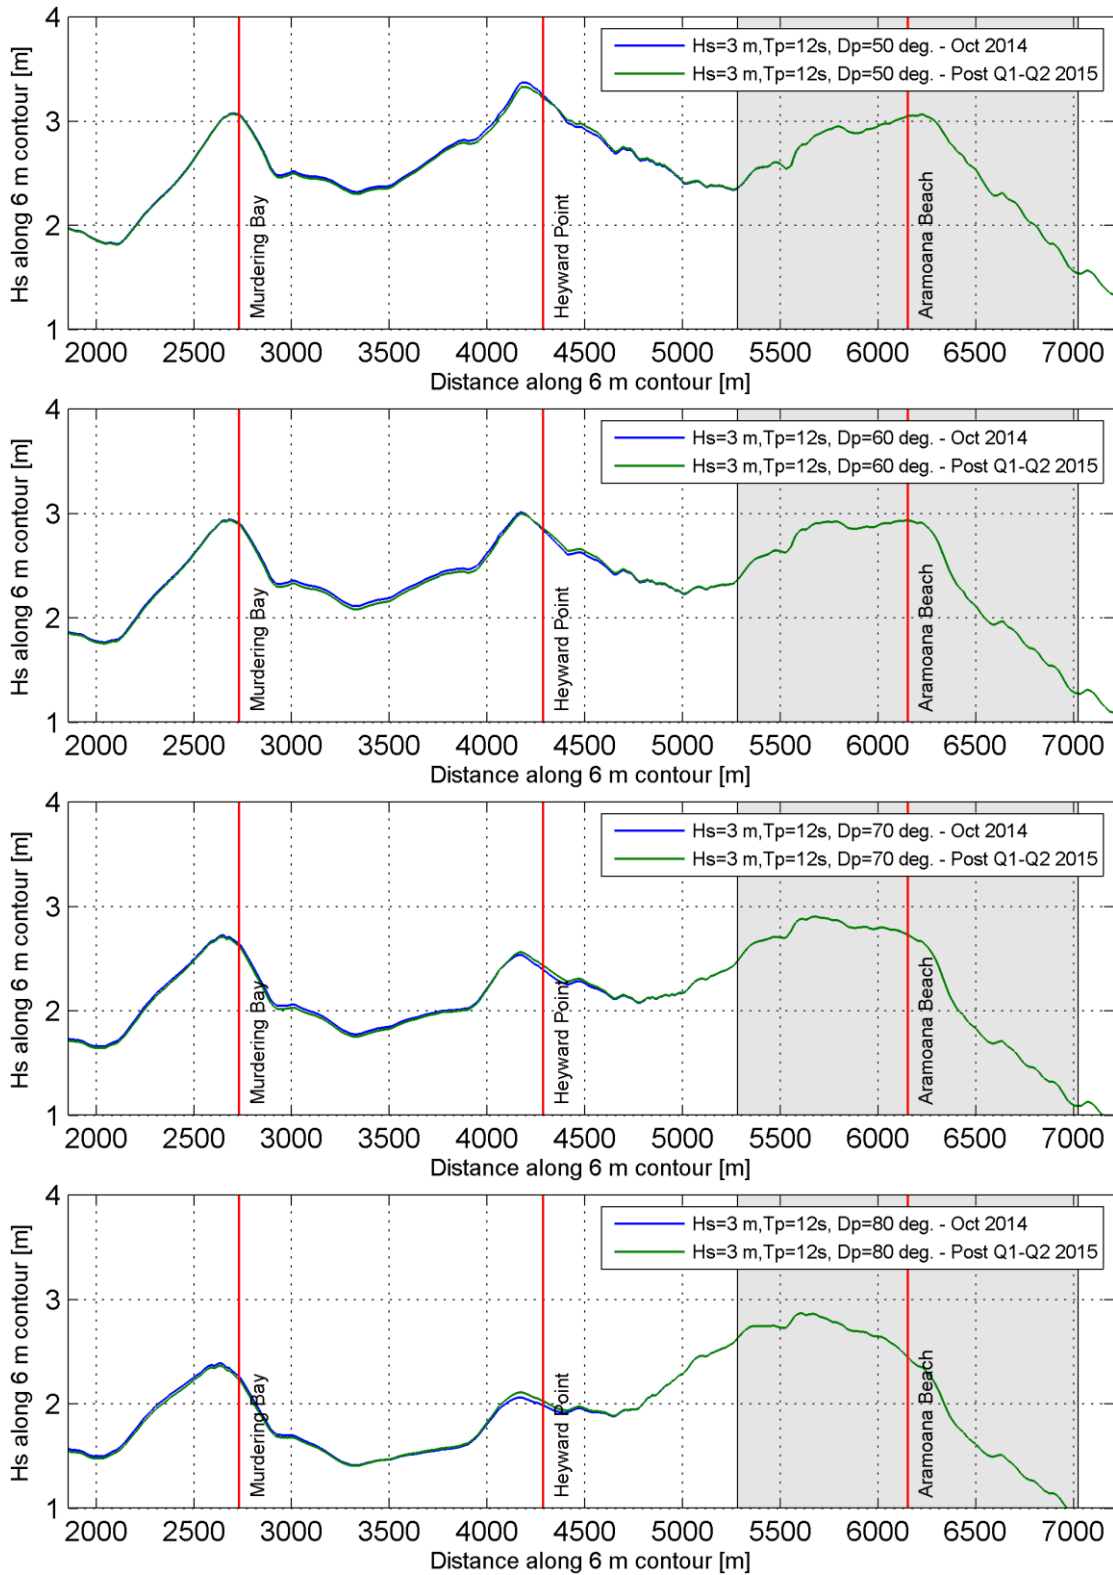 4
3
2
1
Hs along 6 m contour [m]
Hs=3 m,Tp=12s, Dp=50 deg. - Oct 2014
Hs=3 m,Tp=12s, Dp=50 deg. - Post Q1-Q2 2015
Murdering Bay
Heyward Point
Aramoana Beach
2000 2500 3000 3500 4000 4500 5000 5500 6000 6500 7000
Distance along 6 m contour [m]
4
3
2
1
Hs along 6 m contour [m]
Hs=3 m,Tp=12s, Dp=60 deg. - Oct 2014
Hs=3 m,Tp=12s, Dp=60 deg. - Post Q1-Q2 2015
Murdering Bay
Heyward Point
Aramoana Beach
2000 2500 3000 3500 4000 4500 5000 5500 6000 6500 7000
Distance along 6 m contour [m]
4
3
2
1
Hs along 6 m contour [m]
Hs=3 m,Tp=12s, Dp=70 deg. - Oct 2014
Hs=3 m,Tp=12s, Dp=70 deg. - Post Q1-Q2 2015
Murdering Bay
Heyward Point
Aramoana Beach
2000 2500 3000 3500 4000 4500 5000 5500 6000 6500 7000
Distance along 6 m contour [m]
4
3
2
1
Hs along 6 m contour [m]
Hs=3 m,Tp=12s, Dp=80 deg. - Oct 2014
Hs=3 m,Tp=12s, Dp=80 deg. - Post Q1-Q2 2015
Murdering Bay
Heyward Point
Aramoana Beach
2000 2500 3000 3500 4000 4500 5000 5500 6000 6500 7000
Distance along 6 m contour [m]